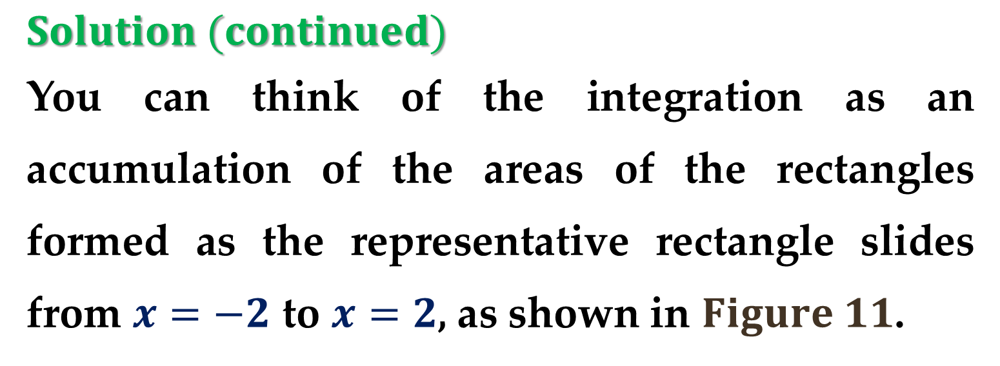 Solution (continued)
You can think of the integration as an
accumulation of the areas of the rectangles
formed as the representative rectangle slides
from x = −2 to x = 2, as shown in Figure 11.